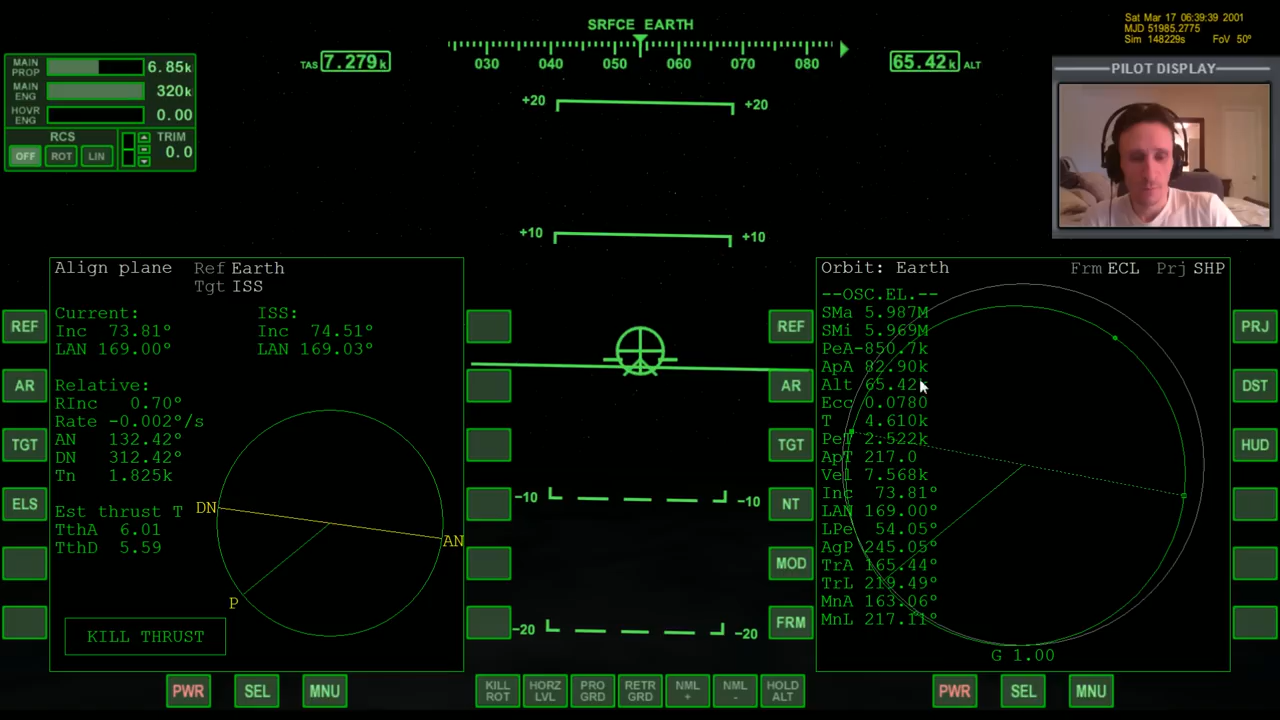 SRFCE EARTH
Sat Mar 17 06:39:39 2001
MJD 51985.2775
Sim 148229s FoV 50°
MAIN PROP 6.85k
MAIN ENG 320k
HOVR ENG 0.00
RCS TRIM
0.0
OFF ROT LIN
TAS 7.279k
030 040 050 060 070 080
65.42k ALT
PILOT DISPLAY
+20 +20
+10 +10
-10 -10
-20 -20
Align plane Ref Earth
Tgt ISS
Current: ISS:
Inc 73.81° Inc 74.51°
LAN 169.00° LAN 169.03°
Relative:
RInc 0.70°
Rate -0.002°/s
AN 132.42°
DN 312.42°
Tn 1.825k
Est thrust T
TthA 6.01
TthD 5.59
DN
AN
P
KILL THRUST
REF
AR
TGT
ELS
PWR SEL MNU
KILL ROT
HORZ LVL
PRO GRD
RETR GRD
NML +
NML -
HOLD ALT
Orbit: Earth Frm ECL Prj SHP
--OSC.EL.--
SMa 5.987M
SMi 5.969M
PeA-850.7k
ApA 82.90k
Alt 65.42k
Ecc 0.0780
T 4.610k
PeT 2.522k
ApT 217.0
Vel 7.568k
Inc 73.81°
LAN 169.00°
LPe 54.05°
AgP 245.05°
TrA 165.44°
TrL 219.49°
MnA 163.06°
MnL 217.11°
G 1.00
REF
AR
TGT
NT
MOD
FRM
PRJ
DST
HUD
PWR SEL MNU